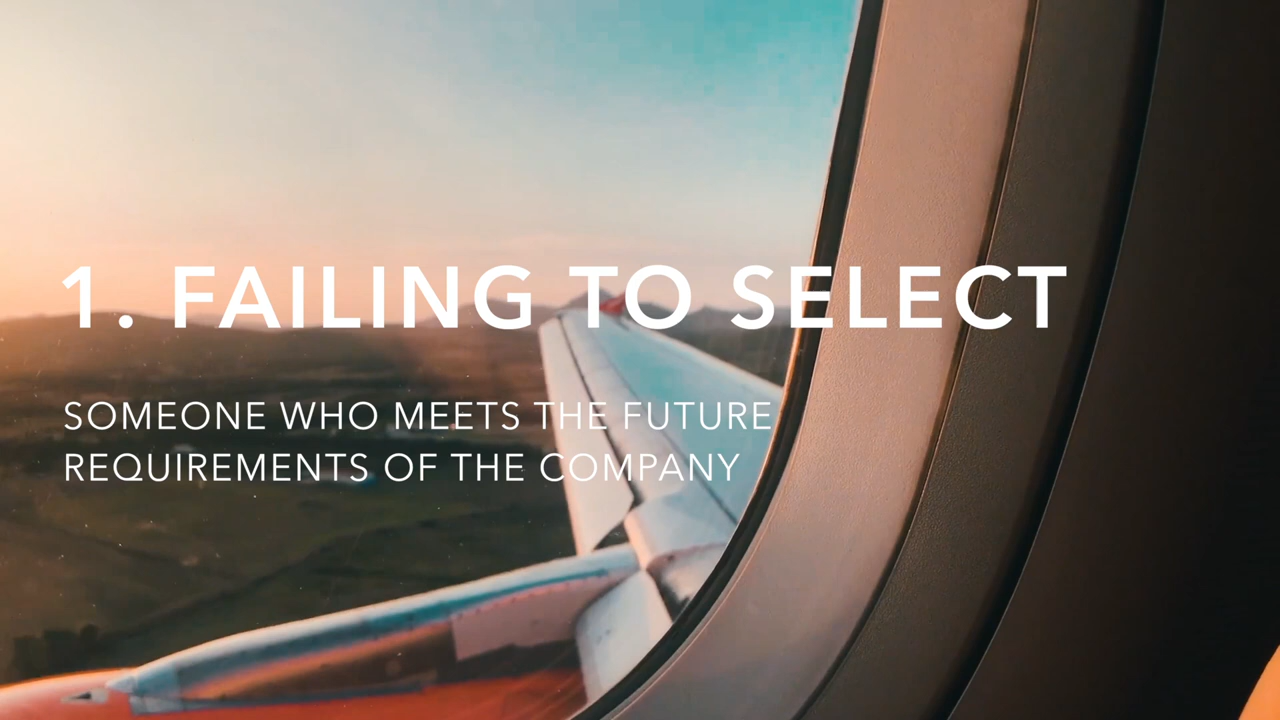 1. FAILING TO SELECT
SOMEONE WHO MEETS THE FUTURE
REQUIREMENTS OF THE COMPANY